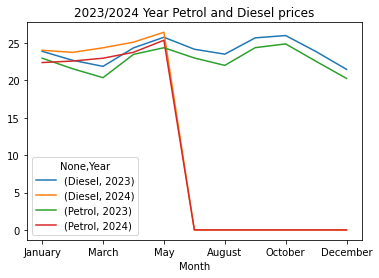 2023/2024 Year Petrol and Diesel prices
25
20
15
10
5
0
None,Year
(Diesel, 2023)
(Diesel, 2024)
(Petrol, 2023)
(Petrol, 2024)
January March May August October December
Month